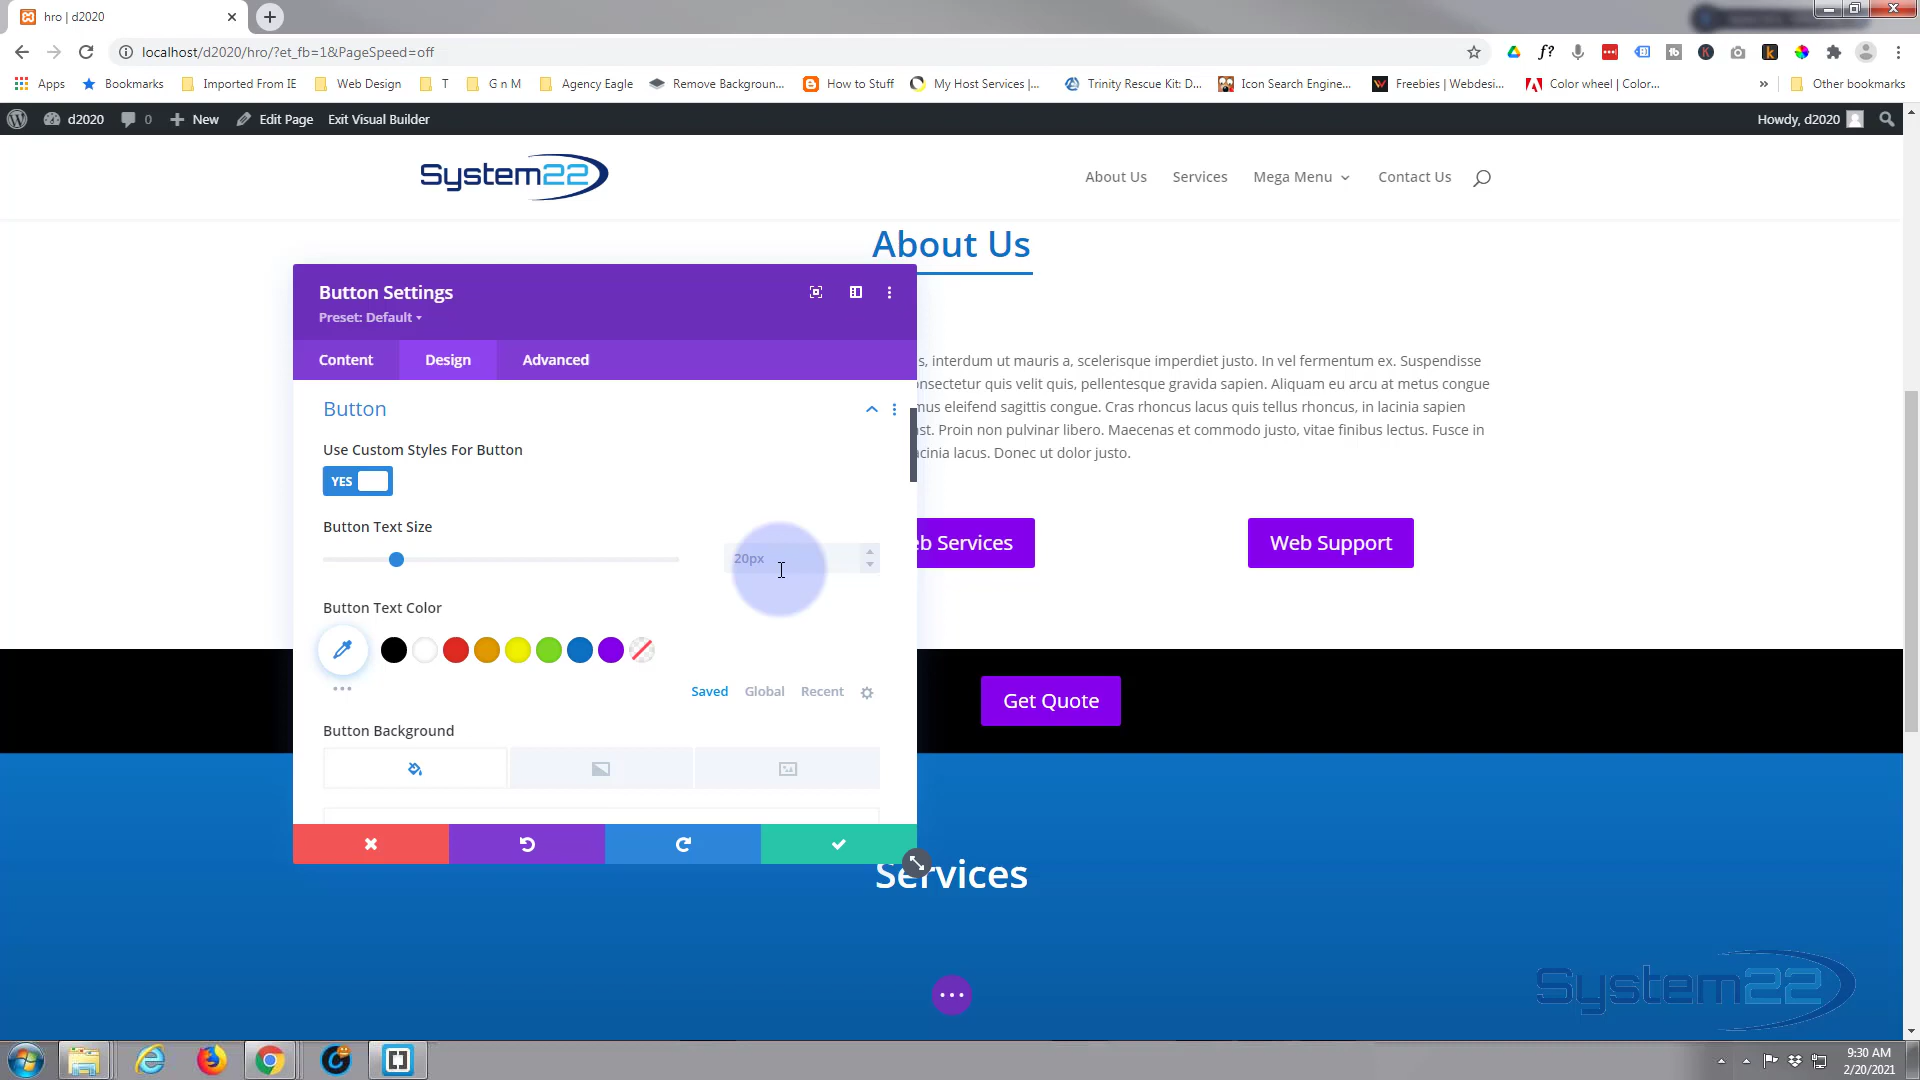 hro | d2020
localhost/d2020/hro/?et_fb=1&PageSpeed=off
Apps
Bookmarks
Imported From IE
Web Design
T
G n M
Agency Eagle
Remove Backgroun...
How to Stuff
My Host Services |...
Trinity Rescue Kit: D...
Icon Search Engine...
Freebies | Webdesi...
Color wheel | Color...
»
Other bookmarks
d2020
0
New
Edit Page
Exit Visual Builder
Howdy, d2020
System22
About Us
Services
Mega Menu
Contact Us
About Us
Button Settings
Preset: Default
Content
Design
Advanced
Button
Use Custom Styles For Button
YES
Button Text Size
20px
Button Text Color
Saved
Global
Recent
Button Background
s, interdum ut mauris a, scelerisque imperdiet justo. In vel fermentum ex. Suspendisse
onsectetur quis velit quis, pellentesque gravida sapien. Aliquam eu arcu at metus congue
mus eleifend sagittis congue. Cras rhoncus lacus quis tellus rhoncus, in lacinia sapien
st. Proin non pulvinar libero. Maecenas et commodo justo, vitae finibus lectus. Fusce in
acinia lacus. Donec ut dolor justo.
eb Services
Web Support
Get Quote
Services
System22
9:30 AM
2/20/2021